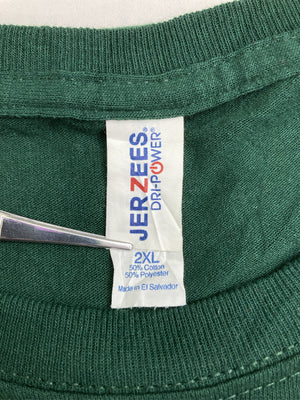 JERZEES®
DRI-POWER®
2XL
50% Cotton
50% Polyester
Made in El Salvador